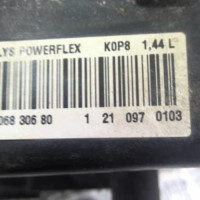 LYS POWERFLEX K0P8 1,44 L
068 306 80 1 21 097 0103